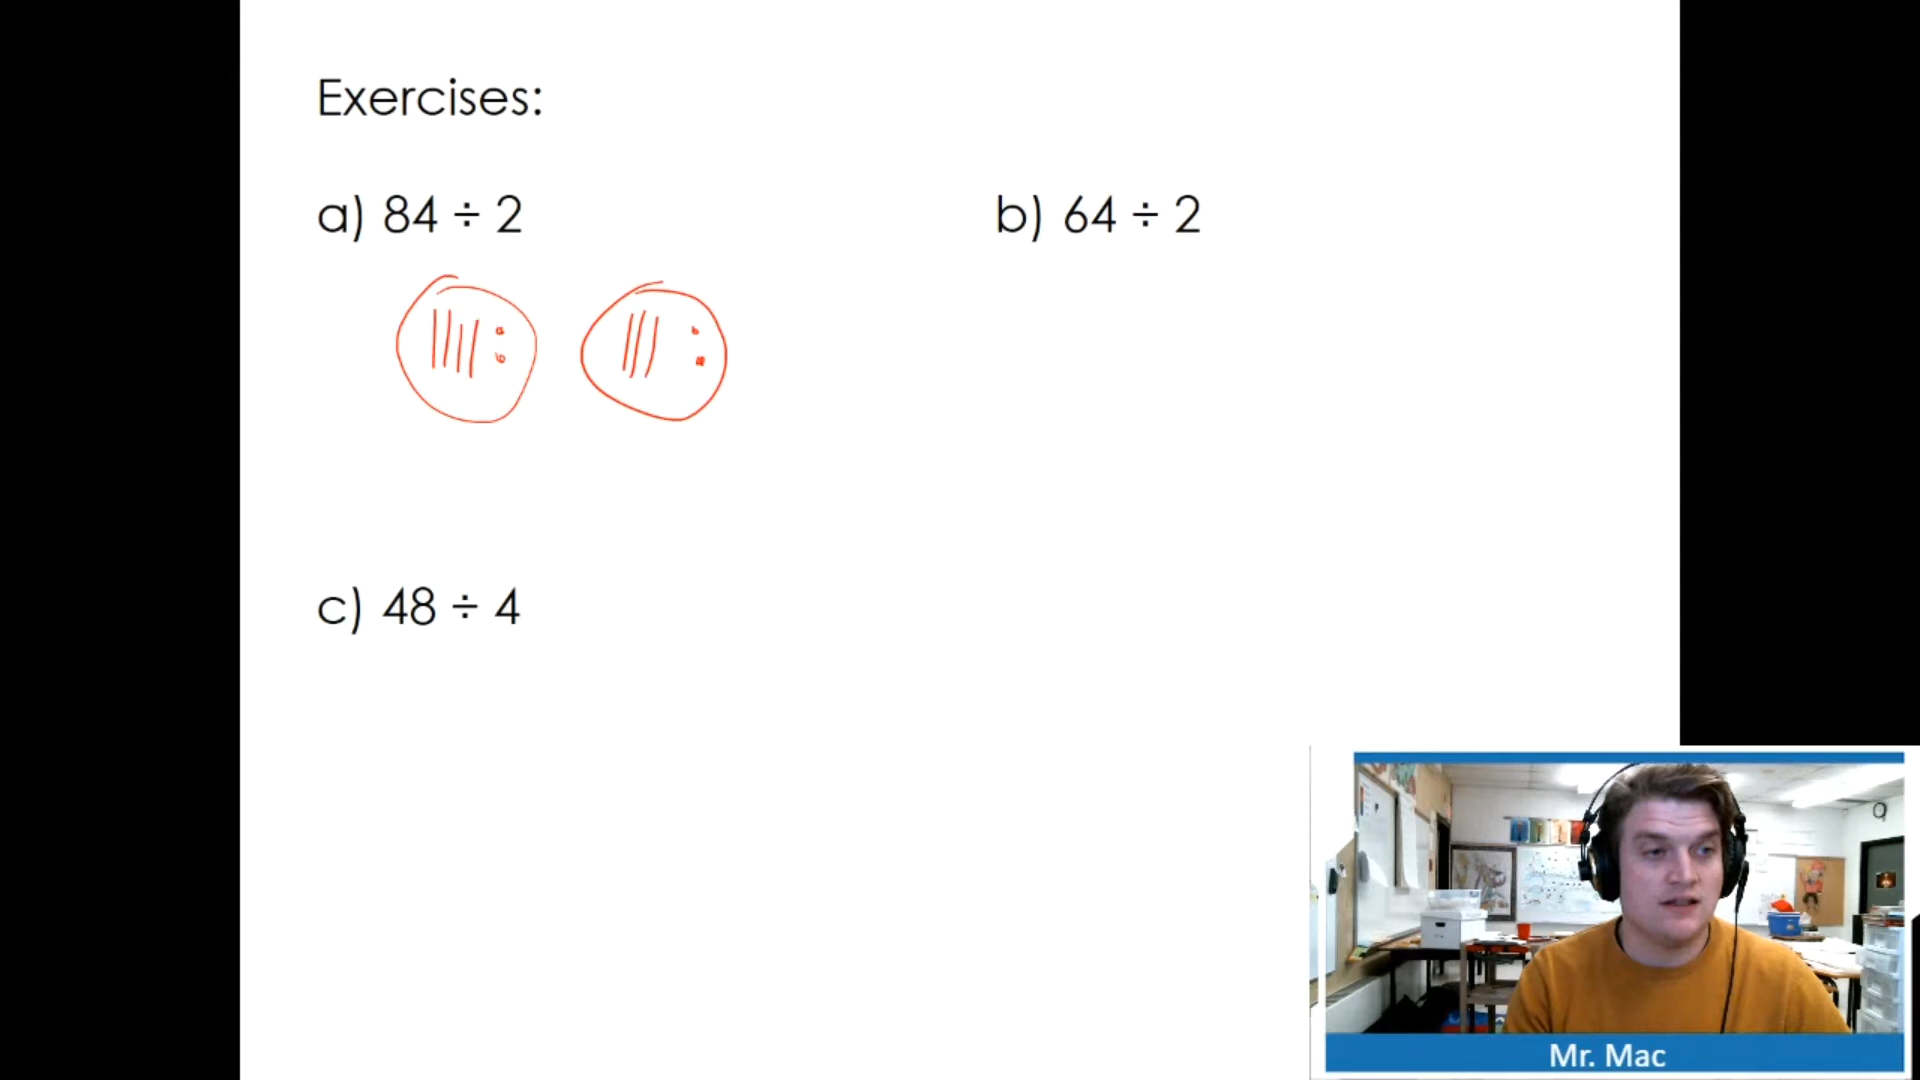 Exercises:
a) 84 ÷ 2
b) 64 ÷ 2
c) 48 ÷ 4
Mr. Mac